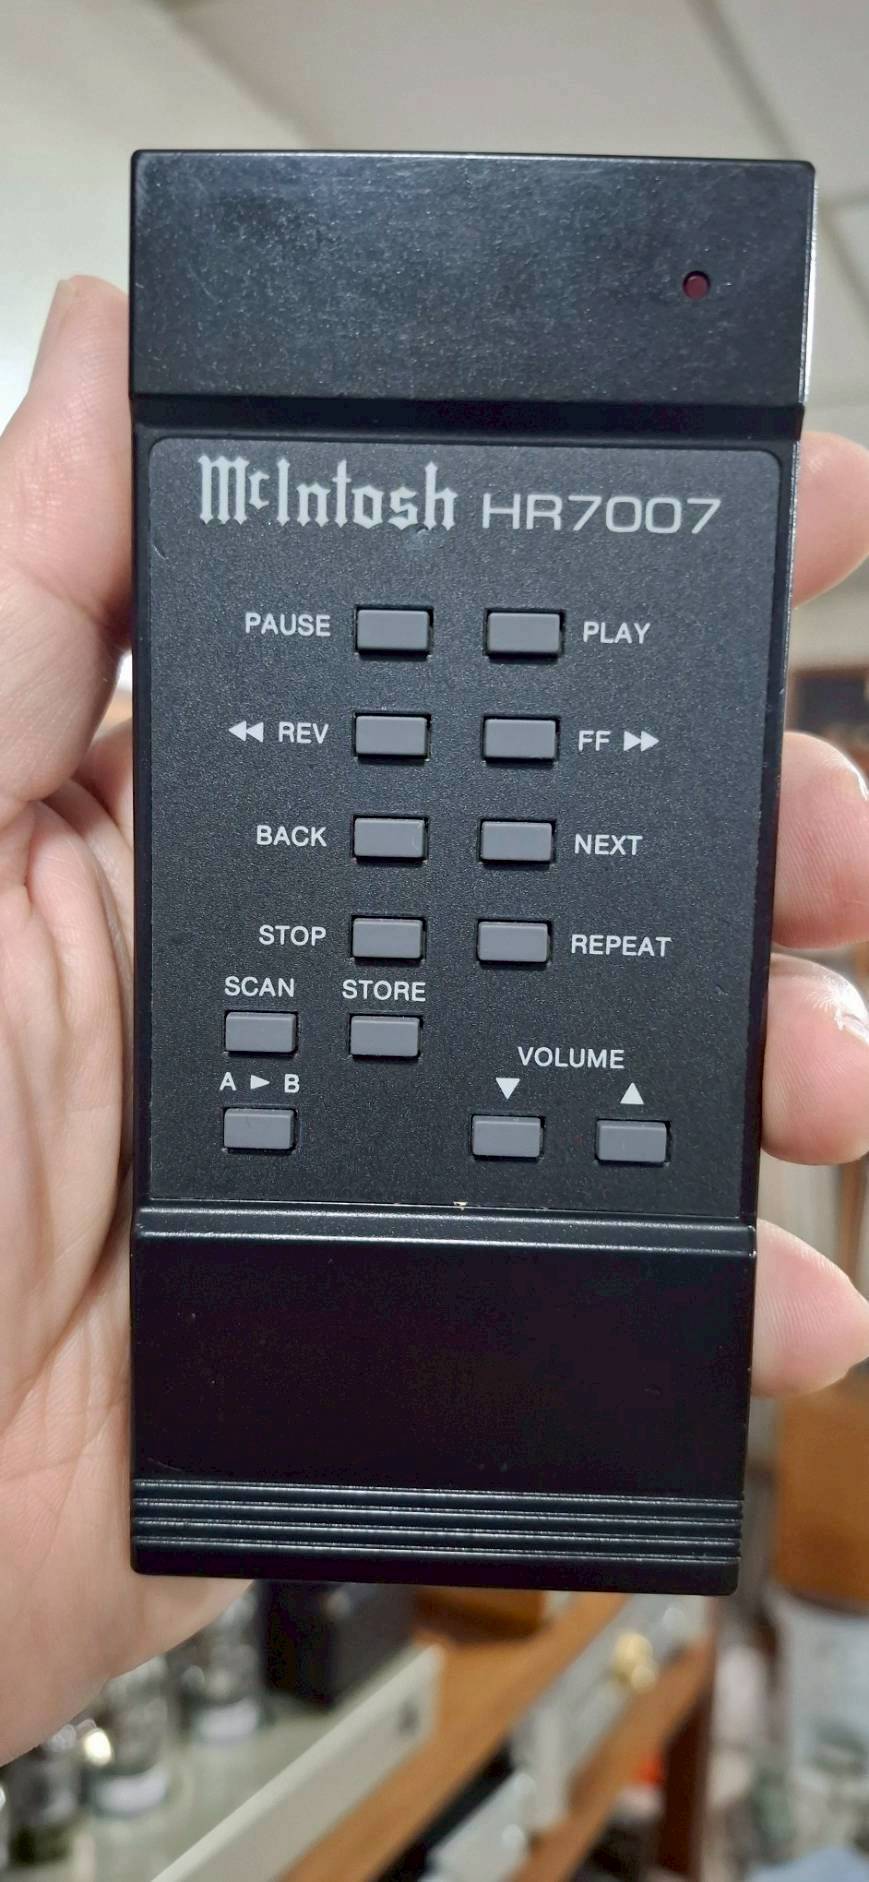 McIntosh HR7007
PAUSE PLAY
◀◀ REV FF ▶▶
BACK NEXT
STOP REPEAT
SCAN STORE
VOLUME
A ▶ B ▼ ▲